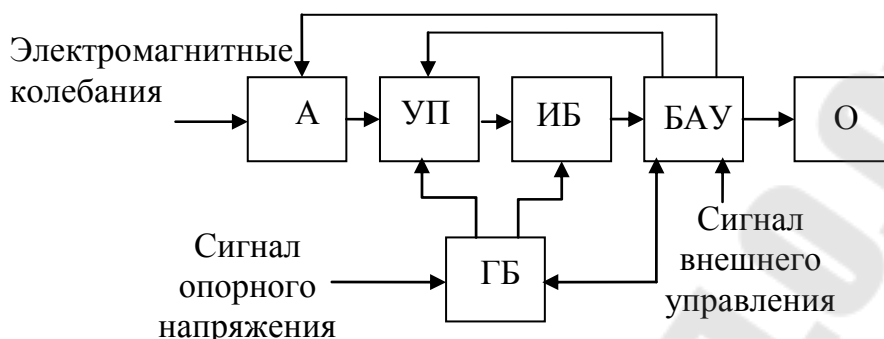 Электромагнитные
колебания
А
УП
ИБ
БАУ
О
Сигнал
опорного
напряжения
ГБ
Сигнал
внешнего
управления